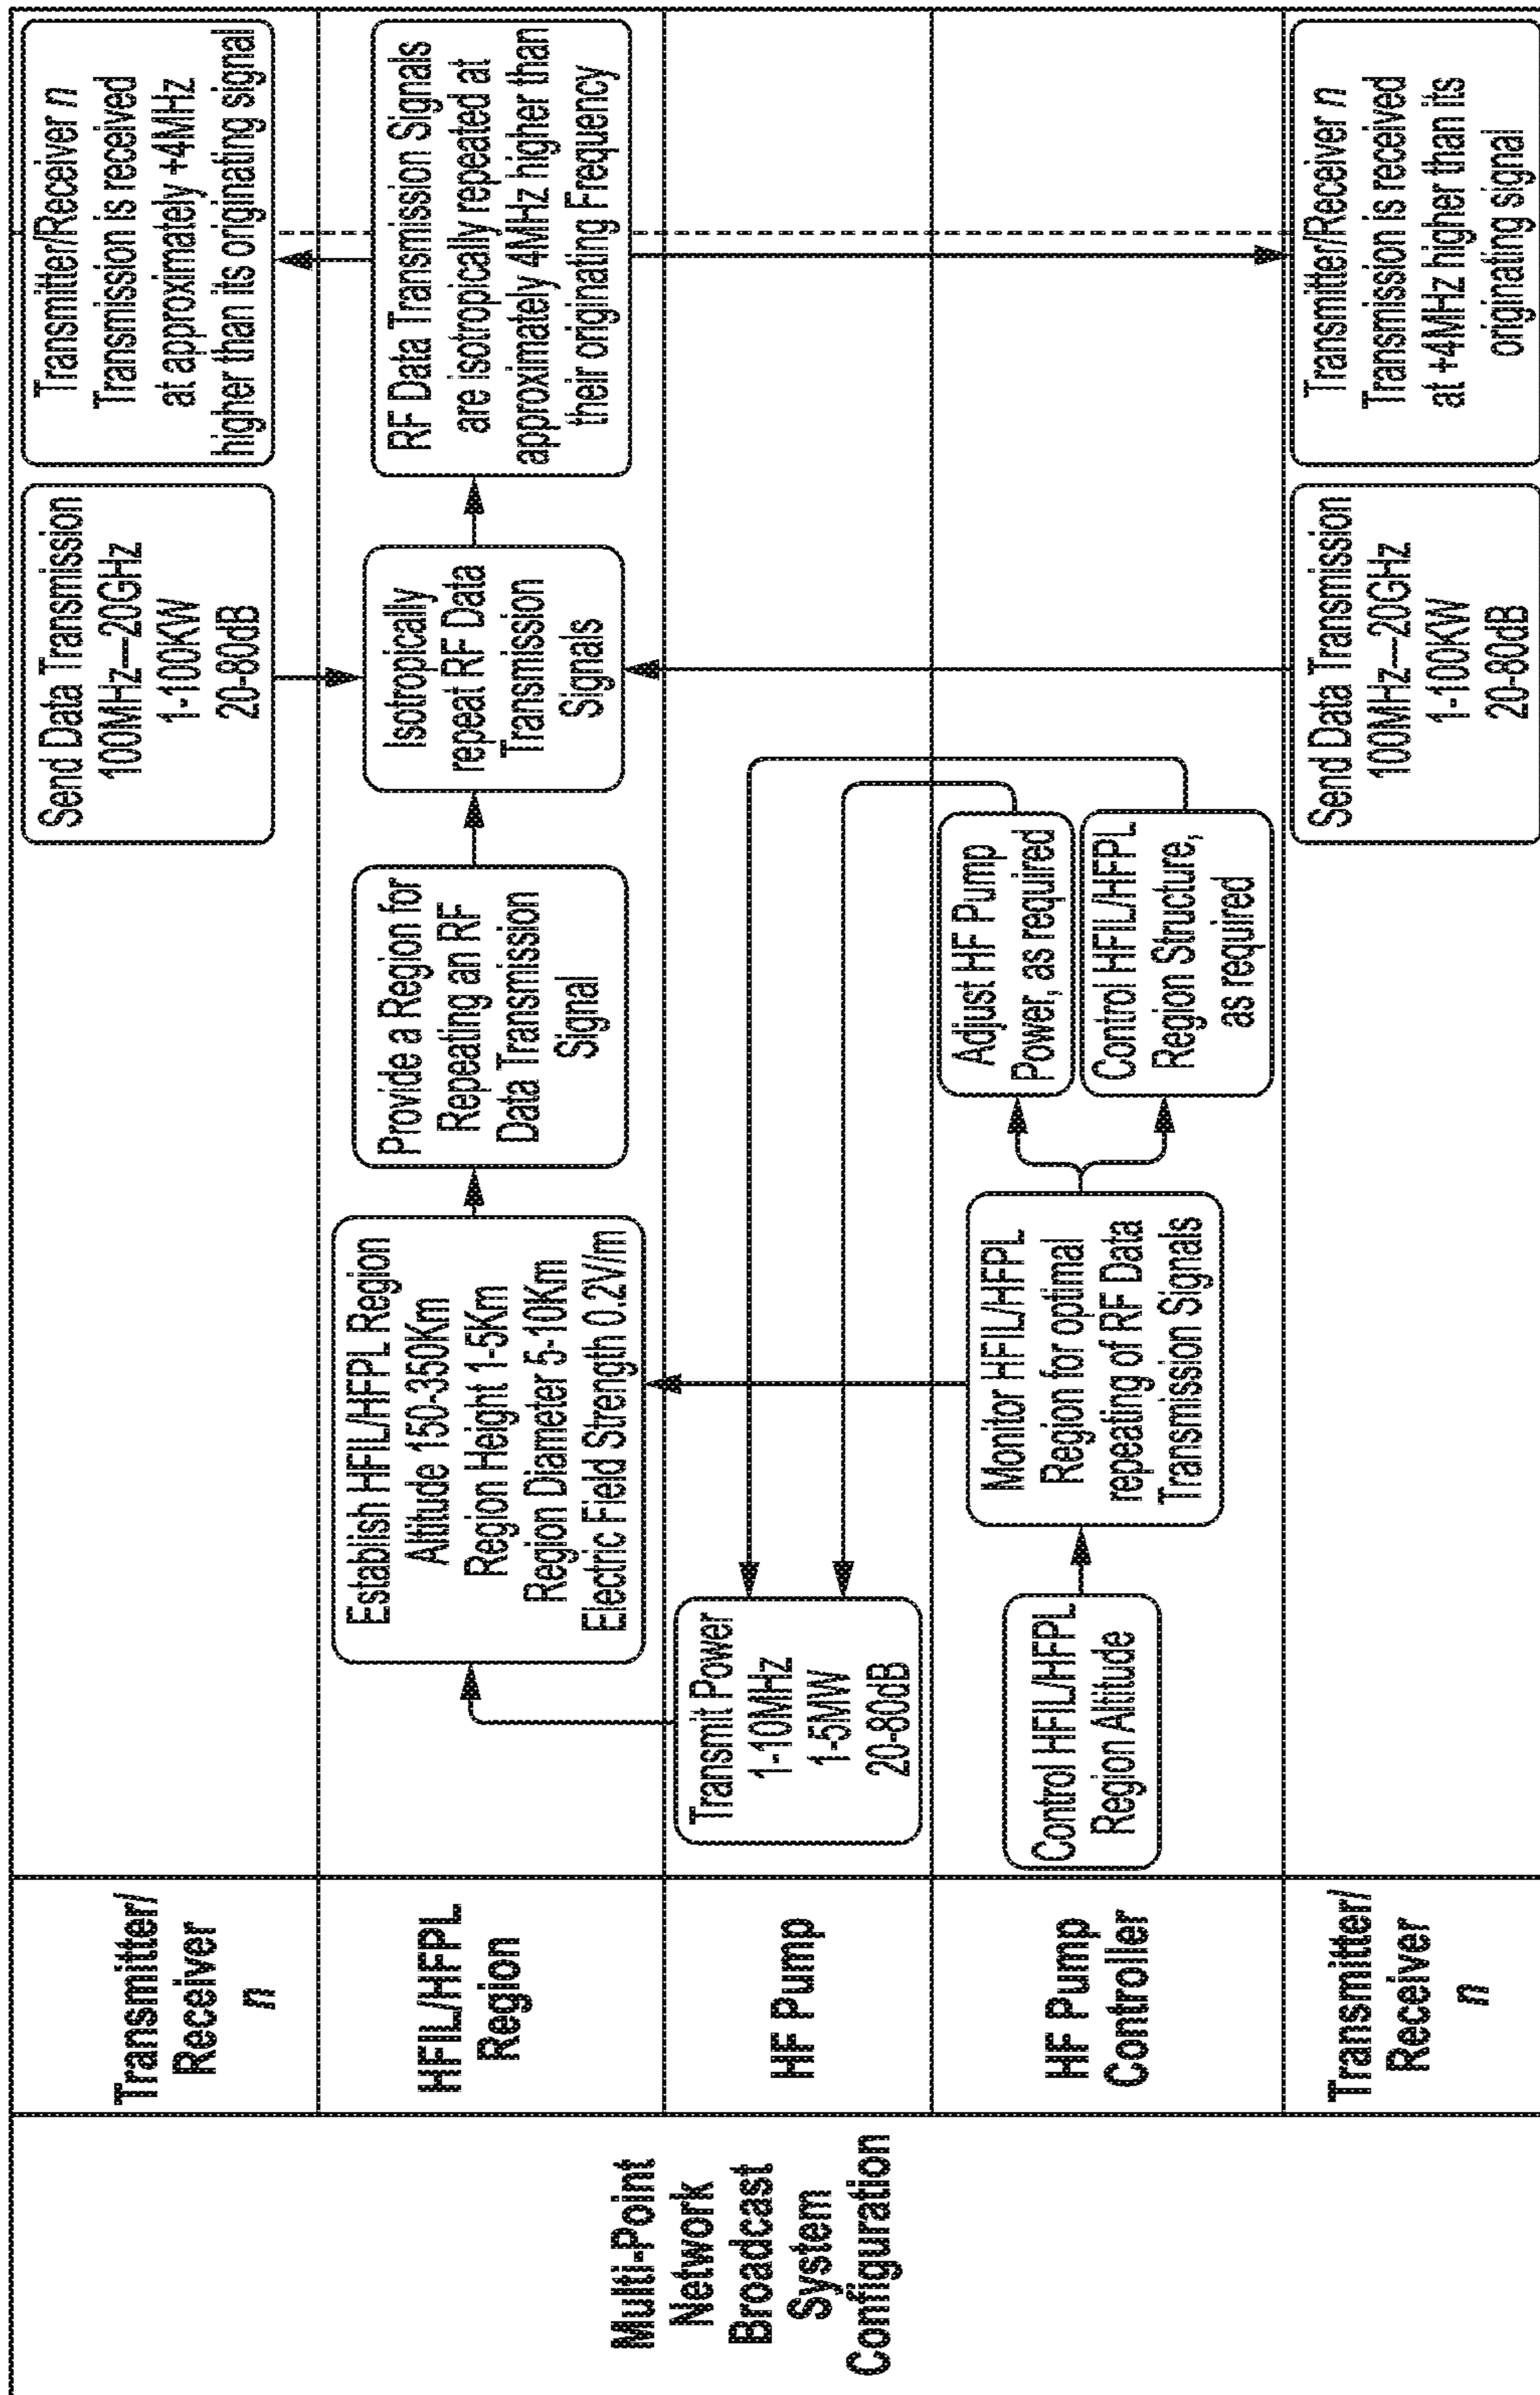 Multi-Point
Network
Broadcast
System
Configuration
Transmitter/
Receiver
n
Send Data Transmission
100MHz---20GHz
1-100KW
20-80dB
Transmitter/Receiver n
Transmission is received
at approximately +4MHz
higher than its originating signal
HFIL/HFPL
Region
Establish HFIL/HFPL Region
Altitude 150-350Km
Region Height 1-5Km
Region Diameter 5-10Km
Electric Field Strength 0.2V/m
Provide a Region for
Repeating an RF
Data Transmission
Signal
Isotropically
repeat RF Data
Transmission
Signals
RF Data Transmission Signals
are isotropically repeated at
approximately 4MHz higher than
their originating Frequency
HF Pump
Transmit Power
1-10MHz
1-5MW
20-80dB
HF Pump
Controller
Control HFIL/HFPL
Region Altitude
Monitor HFIL/HFPL
Region for optimal
repeating of RF Data
Transmission Signals
Adjust HF Pump
Power, as required
Control HFIL/HFPL
Region Structure,
as required
Transmitter/
Receiver
n
Send Data Transmission
100MHz---20GHz
1-100KW
20-80dB
Transmitter/Receiver n
Transmission is received
at +4MHz higher than its
originating signal